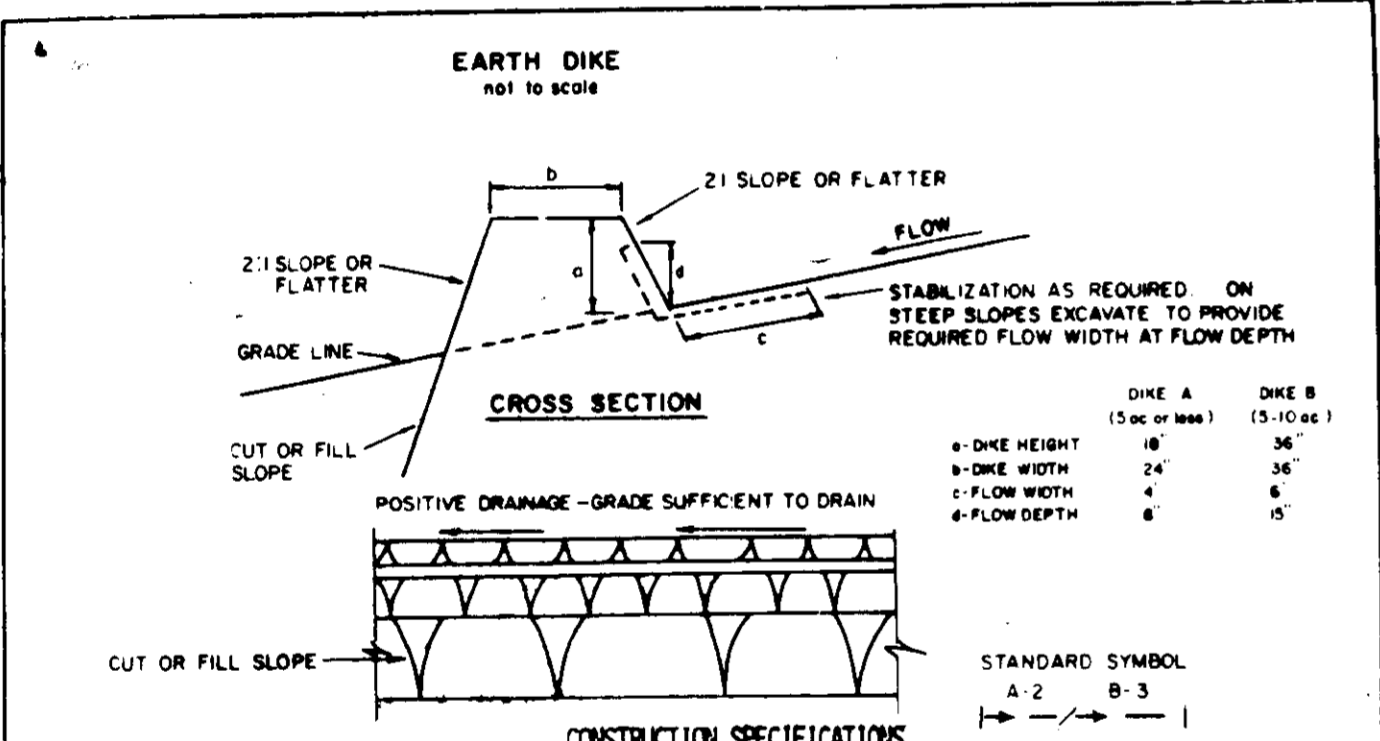 EARTH DIKE
not to scale
b
2:1 SLOPE OR FLATTER
FLOW
2:1 SLOPE OR
FLATTER
a
d
STABILIZATION AS REQUIRED. ON
STEEP SLOPES EXCAVATE TO PROVIDE
REQUIRED FLOW WIDTH AT FLOW DEPTH
c
GRADE LINE
CROSS SECTION
CUT OR FILL
SLOPE
DIKE A DIKE B
(5 ac or less) (5-10 ac)
a-DIKE HEIGHT 18" 36"
b-DIKE WIDTH 24" 36"
c-FLOW WIDTH 4' 6'
d-FLOW DEPTH 8" 15"
POSITIVE DRAINAGE - GRADE SUFFICIENT TO DRAIN
CUT OR FILL SLOPE
STANDARD SYMBOL
A-2 B-3
CONSTRUCTION SPECIFICATIONS